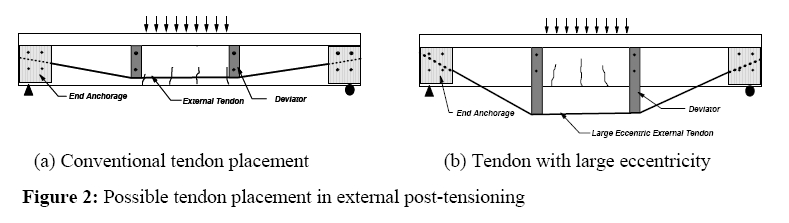 End Anchorage
External Tendon
Deviator
End Anchorage
Deviator
Large Eccentric External Tendon
(a) Conventional tendon placement
(b) Tendon with large eccentricity
Figure 2: Possible tendon placement in external post-tensioning